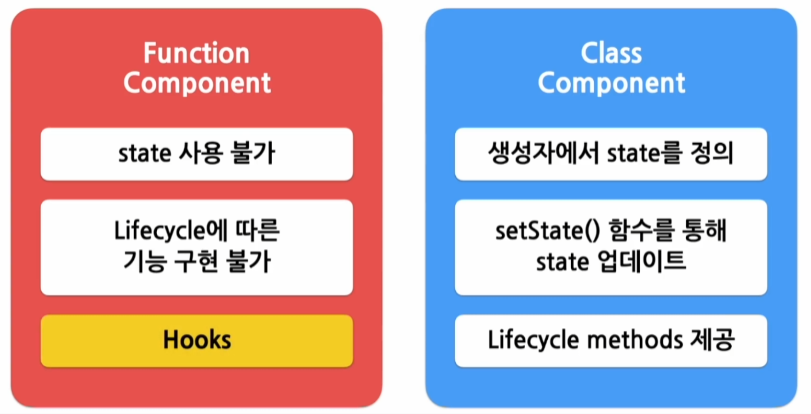 Function
Component
state 사용 불가
Lifecycle에 따른
기능 구현 불가
Hooks
Class
Component
생성자에서 state를 정의
setState() 함수를 통해
state 업데이트
Lifecycle methods 제공